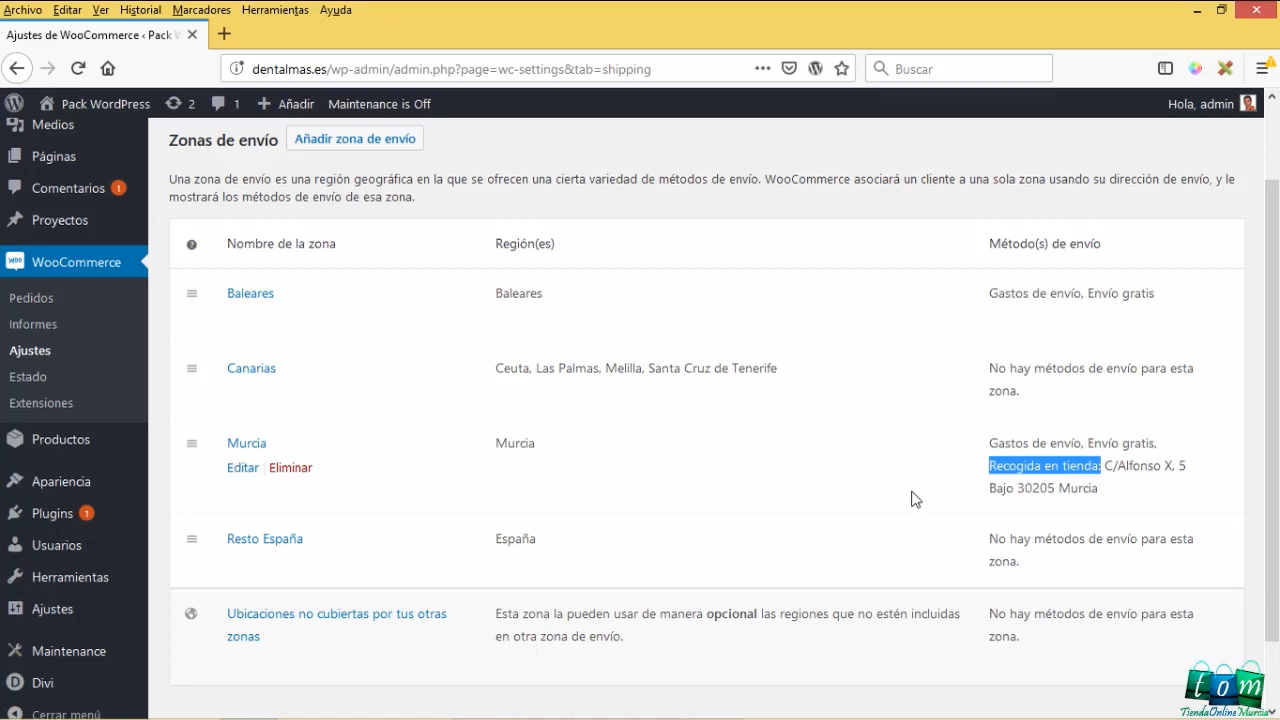 Archivo Editar Ver Historial Marcadores Herramientas Ayuda
Ajustes de WooCommerce ‹ Pack W
dentalmas.es/wp-admin/admin.php?page=wc-settings&tab=shipping
Buscar
Pack WordPress 2 1 Añadir Maintenance is Off Hola, admin
Medios
Páginas
Comentarios 1
Proyectos
WooCommerce
Pedidos
Informes
Ajustes
Estado
Extensiones
Productos
Apariencia
Plugins 1
Usuarios
Herramientas
Ajustes
Maintenance
Divi
Cerrar menú
Zonas de envío Añadir zona de envío
Una zona de envío es una región geográfica en la que se ofrecen una cierta variedad de métodos de envío. WooCommerce asociará un cliente a una sola zona usando su dirección de envío, y le
mostrará los métodos de envío de esa zona.
Nombre de la zona Región(es) Método(s) de envío
Baleares Baleares Gastos de envío, Envío gratis
Canarias Ceuta, Las Palmas, Melilla, Santa Cruz de Tenerife No hay métodos de envío para esta
zona.
Murcia Murcia Gastos de envío, Envío gratis,
Editar Eliminar Recogida en tienda: C/Alfonso X, 5
Bajo 30205 Murcia
Resto España España No hay métodos de envío para esta
zona.
Ubicaciones no cubiertas por tus otras Esta zona la pueden usar de manera opcional las regiones que no estén incluidas No hay métodos de envío para esta
zonas en otra zona de envío. zona.
tom
TiendaOnlineMurcia